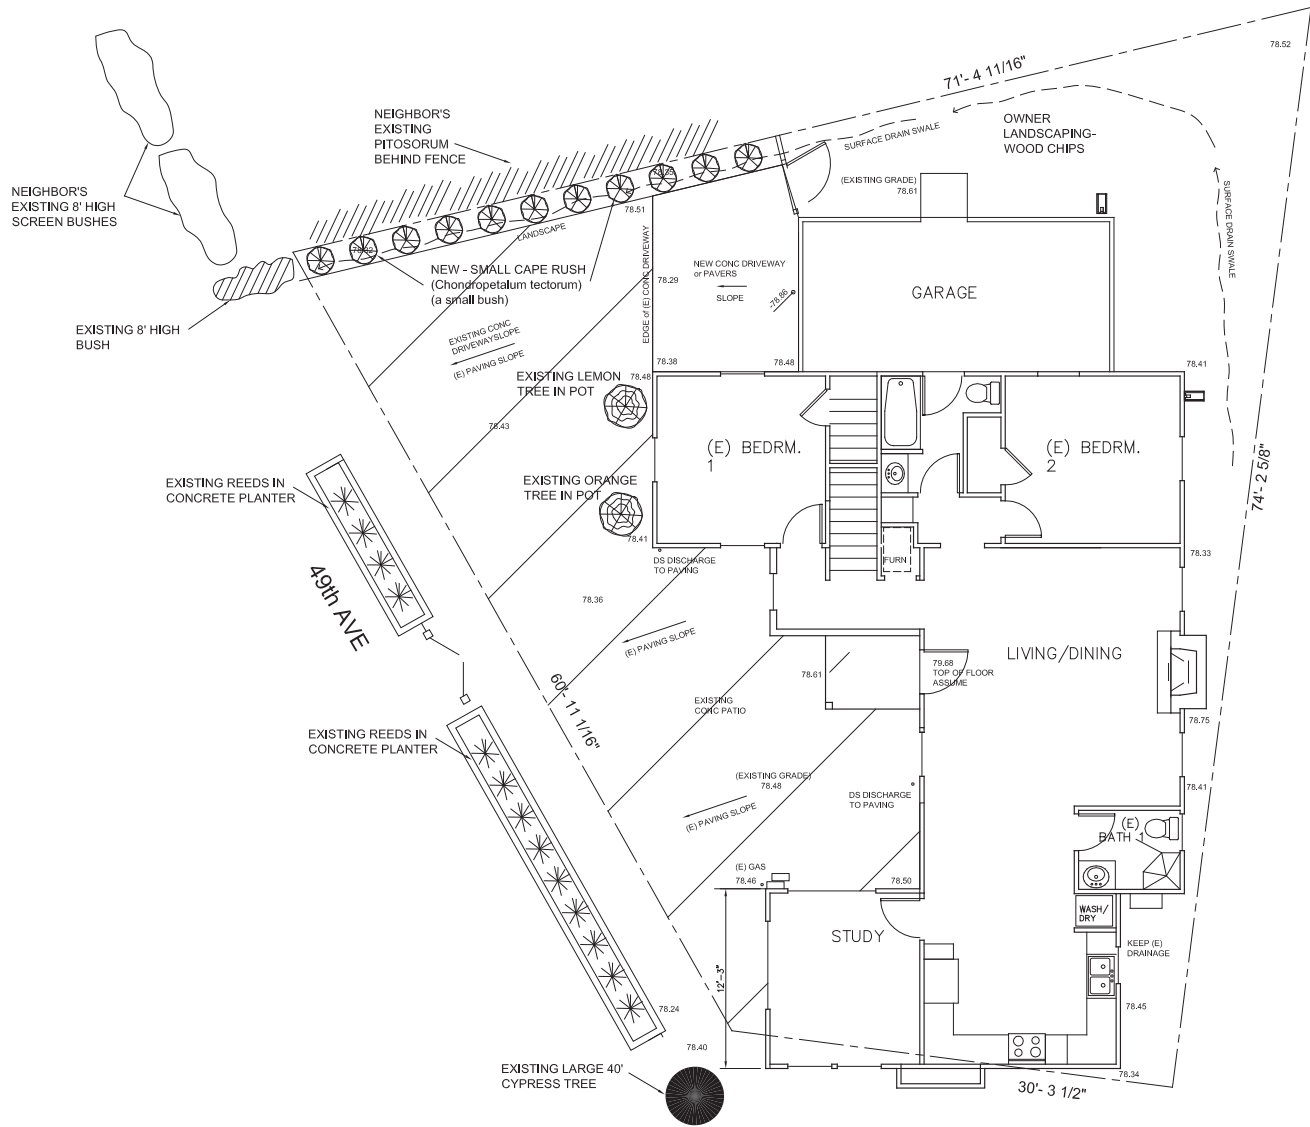 78.52
71'- 4 11/16"
NEIGHBOR'S
EXISTING
PITOSORUM
BEHIND FENCE
OWNER
LANDSCAPING-
WOOD CHIPS
SURFACE DRAIN SWALE
(EXISTING GRADE)
78.61
SURFACE DRAIN SWALE
NEIGHBOR'S
EXISTING 8' HIGH
SCREEN BUSHES
78.35
78.51
LANDSCAPE
78.32
NEW - SMALL CAPE RUSH
(Chondropetalum tectorum)
(a small bush)
EDGE of (E) CONC DRIVEWAY
78.29
NEW CONC DRIVEWAY
or PAVERS
SLOPE
78.86
GARAGE
EXISTING 8' HIGH
BUSH
EXISTING CONC
DRIVEWAYSLOPE
(E) PAVING SLOPE
78.38
78.48
78.41
EXISTING LEMON
TREE IN POT
78.48
78.43
(E) BEDRM.
1
(E) BEDRM.
2
74'- 2 5/8"
EXISTING REEDS IN
CONCRETE PLANTER
EXISTING ORANGE
TREE IN POT
78.41
DS DISCHARGE
TO PAVING
FURN
78.33
49th AVE
78.36
(E) PAVING SLOPE
LIVING/DINING
79.68
TOP OF FLOOR
ASSUME
78.61
60'- 11 1/16"
EXISTING
CONC PATIO
78.75
EXISTING REEDS IN
CONCRETE PLANTER
(EXISTING GRADE)
78.48
DS DISCHARGE
TO PAVING
78.41
(E) PAVING SLOPE
(E)
BATH 1
(E) GAS
78.46
78.50
WASH/
DRY
STUDY
KEEP (E)
DRAINAGE
12'-3"
78.24
78.45
78.40
EXISTING LARGE 40'
CYPRESS TREE
78.34
30'- 3 1/2"